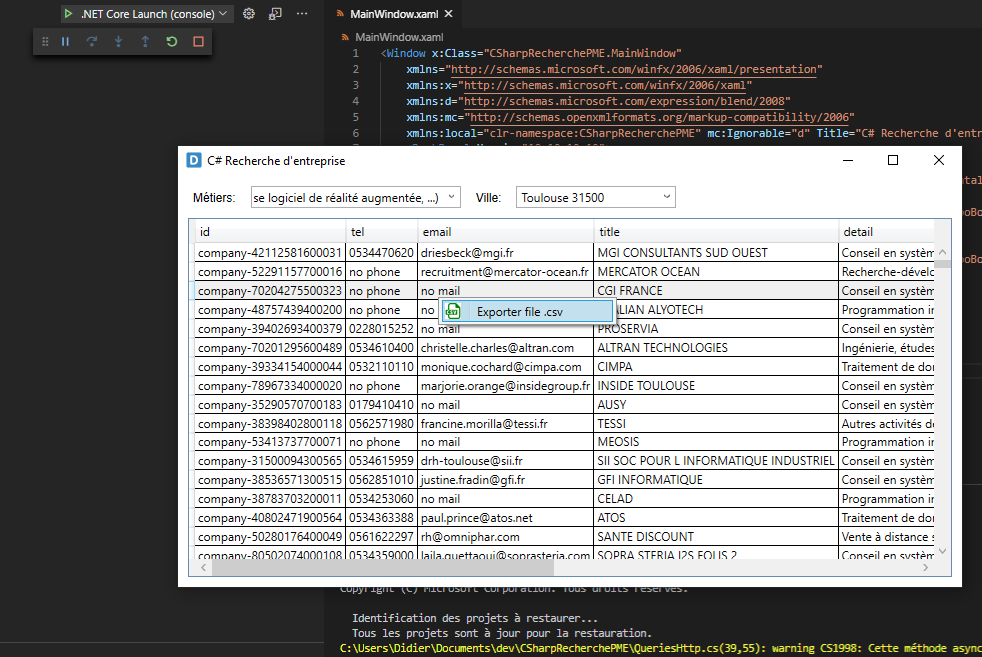 .NET Core Launch (console)
MainWindow.xaml
MainWindow.xaml
1 <Window x:Class="CSharpRecherchePME.MainWindow"
2 xmlns="http://schemas.microsoft.com/winfx/2006/xaml/presentation"
3 xmlns:x="http://schemas.microsoft.com/winfx/2006/xaml"
4 xmlns:d="http://schemas.microsoft.com/expression/blend/2008"
5 xmlns:mc="http://schemas.openxmlformats.org/markup-compatibility/2006"
6 xmlns:local="clr-namespace:CSharpRecherchePME" mc:Ignorable="d" Title="C# Recherche d'entr
D C# Recherche d'entreprise
Métiers: se logiciel de réalité augmentée, ...) Ville: Toulouse 31500
id tel email title detail
company-42112581600031 0534470620 driesbeck@mgi.fr MGI CONSULTANTS SUD OUEST Conseil en systèm
company-52291157700016 no phone recruitment@mercator-ocean.fr MERCATOR OCEAN Recherche-dévelo
company-70204275500323 no phone no mail CGI FRANCE Conseil en systèm
company-48757439400200 no phone no ALIAN ALYOTECH Programmation in
Exporter file .csv
company-39402693400379 0228015252 no mail PROSERVIA Conseil en systèm
company-70201295600489 0534610400 christelle.charles@altran.com ALTRAN TECHNOLOGIES Ingénierie, études
company-39334154000044 0532110110 monique.cochard@cimpa.com CIMPA Traitement de don
company-78967334000020 no phone marjorie.orange@insidegroup.fr INSIDE TOULOUSE Conseil en systèm
company-35290570700183 0179410410 no mail AUSY Conseil en systèm
company-38398402800118 0562571980 francine.morilla@tessi.fr TESSI Autres activités de
company-53413737700071 no phone no mail MEOSIS Programmation in
company-31500094300565 0534615959 drh-toulouse@sii.fr SII SOC POUR L INFORMATIQUE INDUSTRIEL Conseil en systèm
company-38536571300515 0562851010 justine.fradin@gfi.fr GFI INFORMATIQUE Conseil en systèm
company-38783703200011 0534253060 no mail CELAD Programmation in
company-40802471900564 0534363388 paul.prince@atos.net ATOS Traitement de don
company-50280176400049 0561622297 rh@omniphar.com SANTE DISCOUNT Vente à distance s
company-80502074000108 0534359000 laila.quettaoui@soprasteria.com SOPRA STERIA I2S EOLIS 2 Conseil en systèm
Copyright (C) Microsoft Corporation. Tous droits réservés.
Identification des projets à restaurer...
Tous les projets sont à jour pour la restauration.
C:\Users\Didier\Documents\dev\CSharpRecherchePME\QueriesHttp.cs(39,55): warning CS1998: Cette méthode async